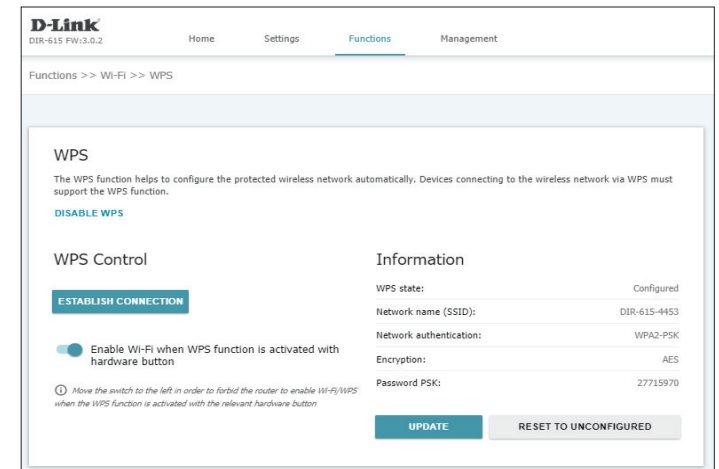 D-Link
DIR-615 FW:3.0.2
Home
Settings
Functions
Management
Functions >> Wi-Fi >> WPS
WPS
The WPS function helps to configure the protected wireless network automatically. Devices connecting to the wireless network via WPS must
support the WPS function.
DISABLE WPS
WPS Control
ESTABLISH CONNECTION
Enable Wi-Fi when WPS function is activated with
hardware button
Move the switch to the left in order to forbid the router to enable Wi-Fi/WPS
when the WPS function is activated with the relevant hardware button
Information
WPS state: Configured
Network name (SSID): DIR-615-4453
Network authentication: WPA2-PSK
Encryption: AES
Password PSK: 27715970
UPDATE
RESET TO UNCONFIGURED